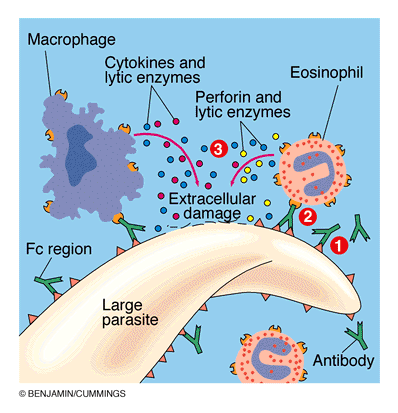 Macrophage
Cytokines and
lytic enzymes
Eosinophil
Perforin and
lytic enzymes
3
Extracellular
damage
2
1
Fc region
Large
parasite
Antibody
© BENJAMIN/CUMMINGS